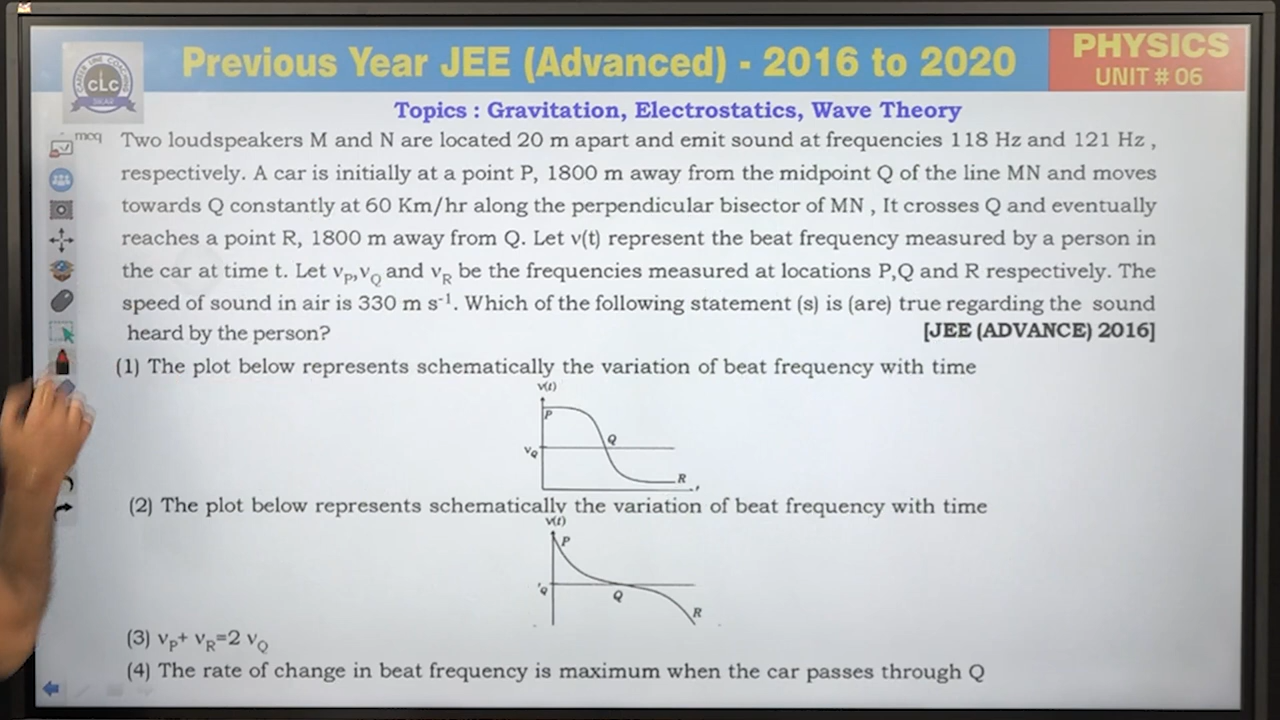 Previous Year JEE (Advanced) - 2016 to 2020
PHYSICS
UNIT # 06
CLC
Topics : Gravitation, Electrostatics, Wave Theory
mcq
Two loudspeakers M and N are located 20 m apart and emit sound at frequencies 118 Hz and 121 Hz ,
respectively. A car is initially at a point P, 1800 m away from the midpoint Q of the line MN and moves
towards Q constantly at 60 Km/hr along the perpendicular bisector of MN , It crosses Q and eventually
reaches a point R, 1800 m away from Q. Let ν(t) represent the beat frequency measured by a person in
the car at time t. Let νP,νQ and νR be the frequencies measured at locations P,Q and R respectively. The
speed of sound in air is 330 m s⁻¹. Which of the following statement (s) is (are) true regarding the sound
heard by the person?
[JEE (ADVANCE) 2016]
(1) The plot below represents schematically the variation of beat frequency with time
ν(t)
P
Q
νQ
R
(2) The plot below represents schematically the variation of beat frequency with time
ν(t)
P
Q
Q
R
(3) νP+ νR=2 νQ
(4) The rate of change in beat frequency is maximum when the car passes through Q